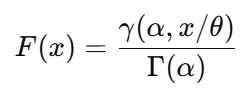 F(x) = γ(α, x/θ) / Γ(α)